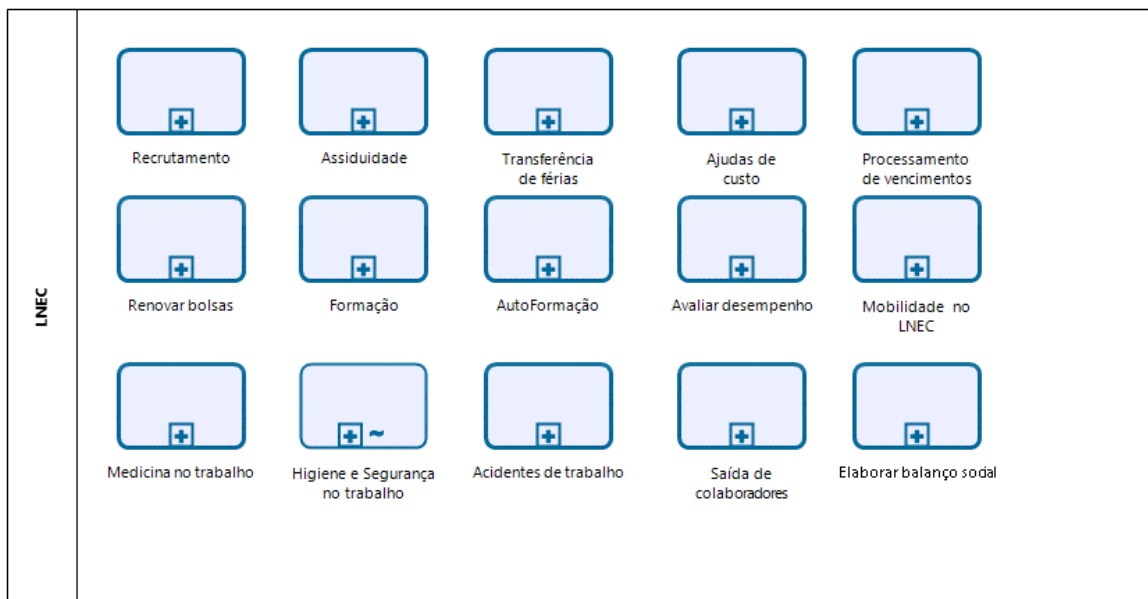 LNEC
Recrutamento
Assiduidade
Transferência
de férias
Ajudas de
custo
Processamento
de vencimentos
Renovar bolsas
Formação
AutoFormação
Avaliar desempenho
Mobilidade no
LNEC
Medicina no trabalho
Higiene e Segurança
no trabalho
Acidentes de trabalho
Saída de
colaboradores
Elaborar balanço social